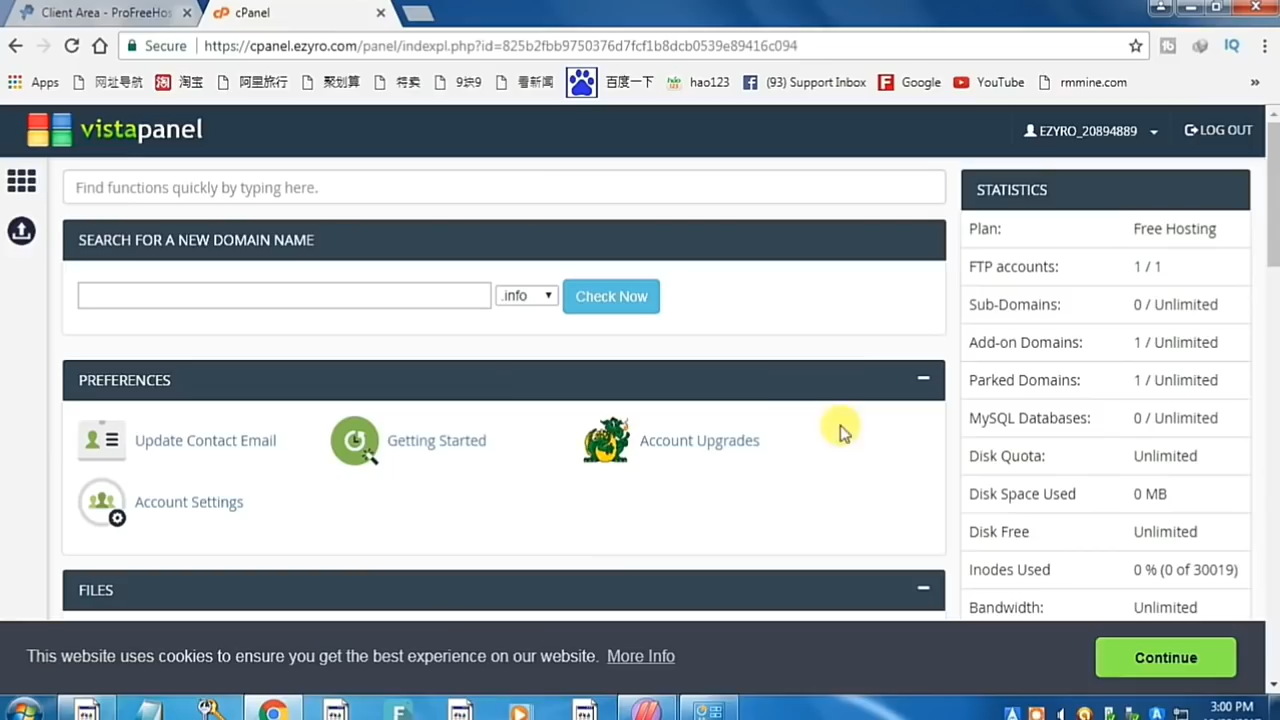 Client Area - ProFreeHos
cPanel
Secure https://cpanel.ezyro.com/panel/indexpl.php?id=825b2fbb9750376d7fcf1b8dcb0539e89416c094
Apps 网址导航 淘宝 阿里旅行 聚划算 特卖 9块9 看新闻 百度一下 hao123 (93) Support Inbox Google YouTube rmmine.com »
vistapanel
EZYRO_20894889 LOG OUT
Find functions quickly by typing here.
SEARCH FOR A NEW DOMAIN NAME
.info Check Now
PREFERENCES
Update Contact Email Getting Started Account Upgrades
Account Settings
FILES
STATISTICS
Plan: Free Hosting
FTP accounts: 1 / 1
Sub-Domains: 0 / Unlimited
Add-on Domains: 1 / Unlimited
Parked Domains: 1 / Unlimited
MySQL Databases: 0 / Unlimited
Disk Quota: Unlimited
Disk Space Used 0 MB
Disk Free Unlimited
Inodes Used 0 % (0 of 30019)
Bandwidth: Unlimited
This website uses cookies to ensure you get the best experience on our website. More Info
Continue
3:00 PM